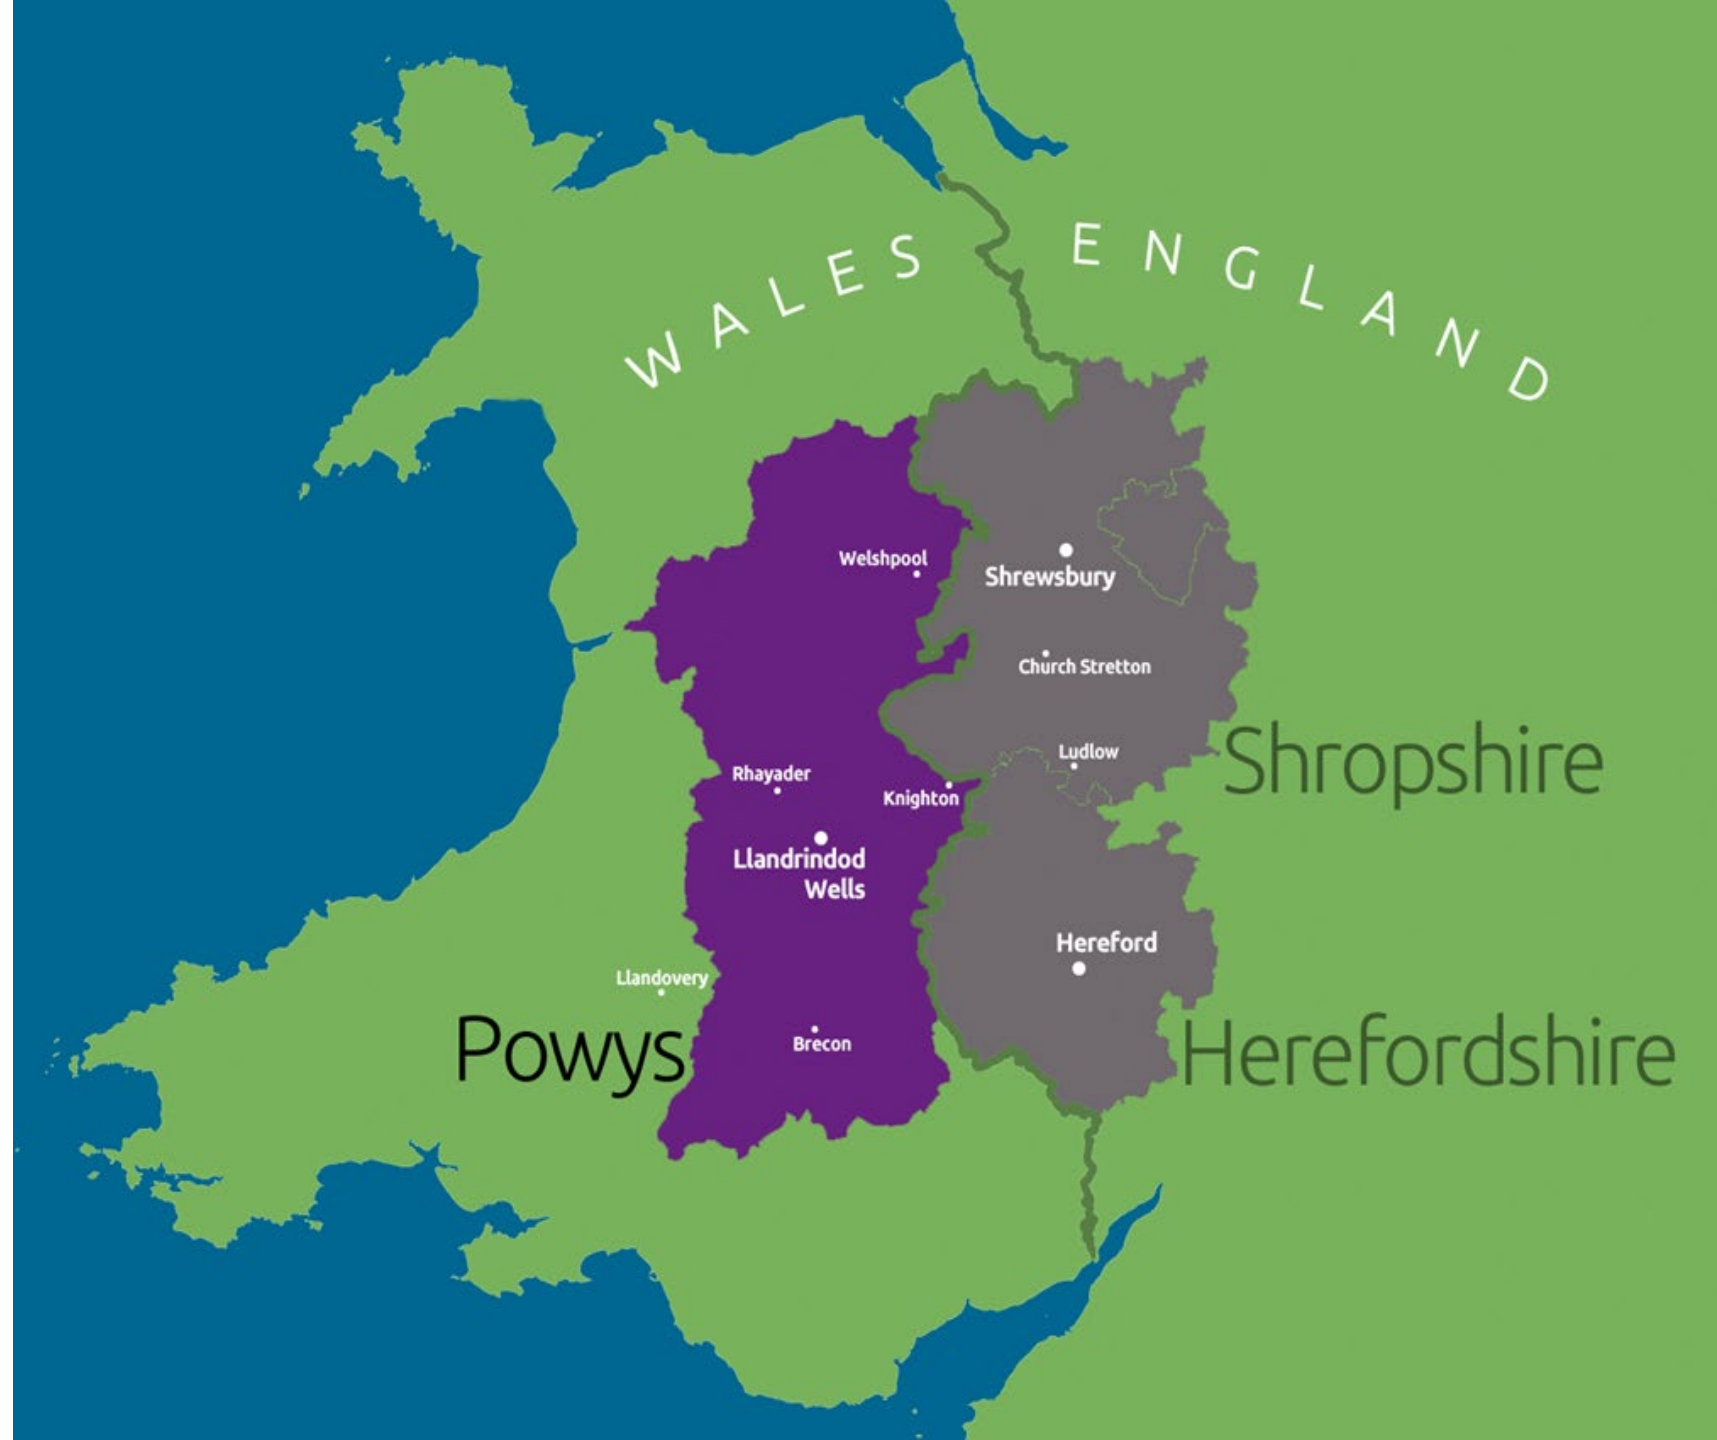 WALES
ENGLAND
Welshpool
Shrewsbury
Church Stretton
Ludlow
Shropshire
Rhayader
Knighton
Llandrindod
Wells
Hereford
Llandovery
Powys
Brecon
Herefordshire